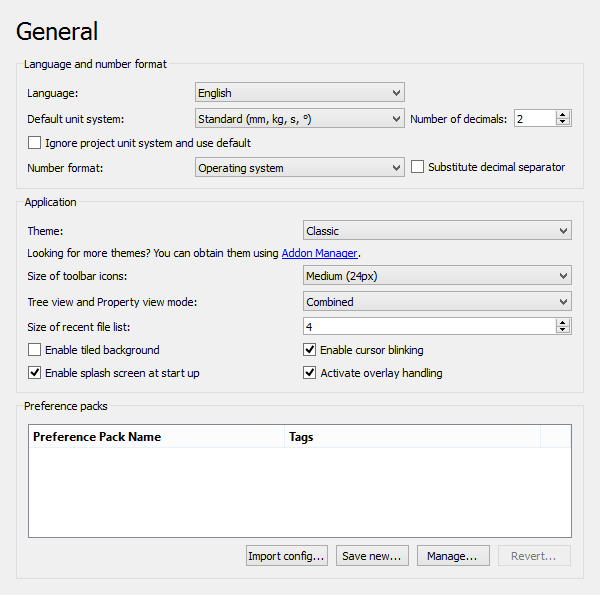 General
Language and number format
Language: English
Default unit system: Standard (mm, kg, s, °) Number of decimals: 2
Ignore project unit system and use default
Number format: Operating system Substitute decimal separator
Application
Theme: Classic
Looking for more themes? You can obtain them using Addon Manager.
Size of toolbar icons: Medium (24px)
Tree view and Property view mode: Combined
Size of recent file list: 4
Enable tiled background Enable cursor blinking
Enable splash screen at start up Activate overlay handling
Preference packs
Preference Pack Name Tags
Import config... Save new... Manage... Revert...